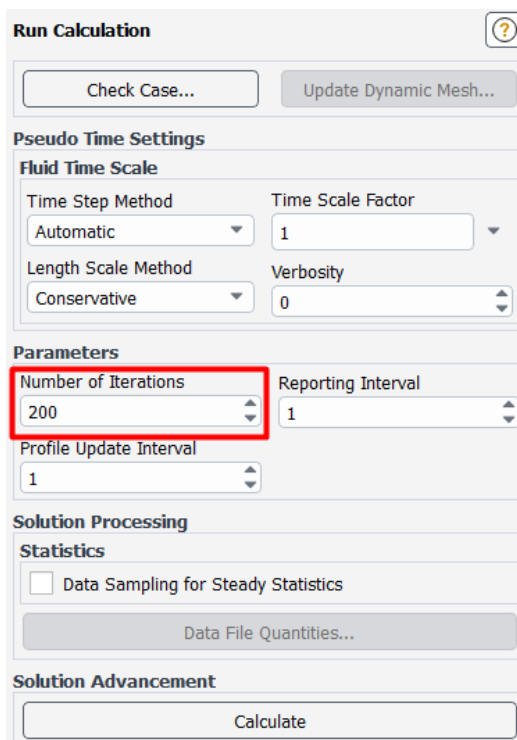 Run Calculation
?
Check Case...
Update Dynamic Mesh...
Pseudo Time Settings
Fluid Time Scale
Time Step Method
Time Scale Factor
Automatic
1
Length Scale Method
Verbosity
Conservative
0
Parameters
Number of Iterations
Reporting Interval
200
1
Profile Update Interval
1
Solution Processing
Statistics
Data Sampling for Steady Statistics
Data File Quantities...
Solution Advancement
Calculate